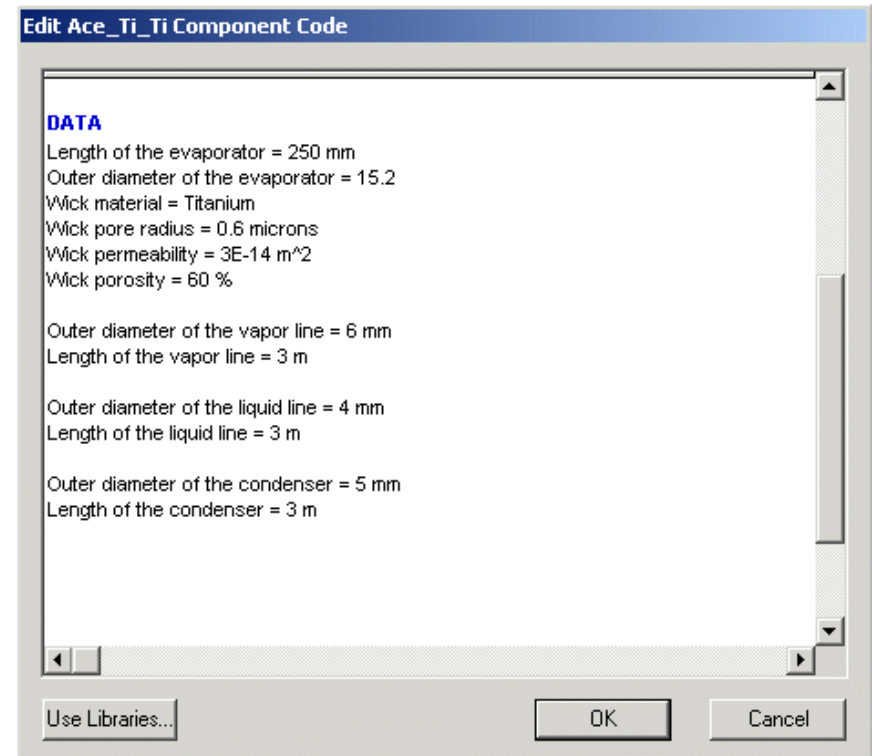 Edit Ace_Ti_Ti Component Code
DATA
Length of the evaporator = 250 mm
Outer diameter of the evaporator = 15.2
Wick material = Titanium
Wick pore radius = 0.6 microns
Wick permeability = 3E-14 m^2
Wick porosity = 60 %
Outer diameter of the vapor line = 6 mm
Length of the vapor line = 3 m
Outer diameter of the liquid line = 4 mm
Length of the liquid line = 3 m
Outer diameter of the condenser = 5 mm
Length of the condenser = 3 m
Use Libraries... OK Cancel